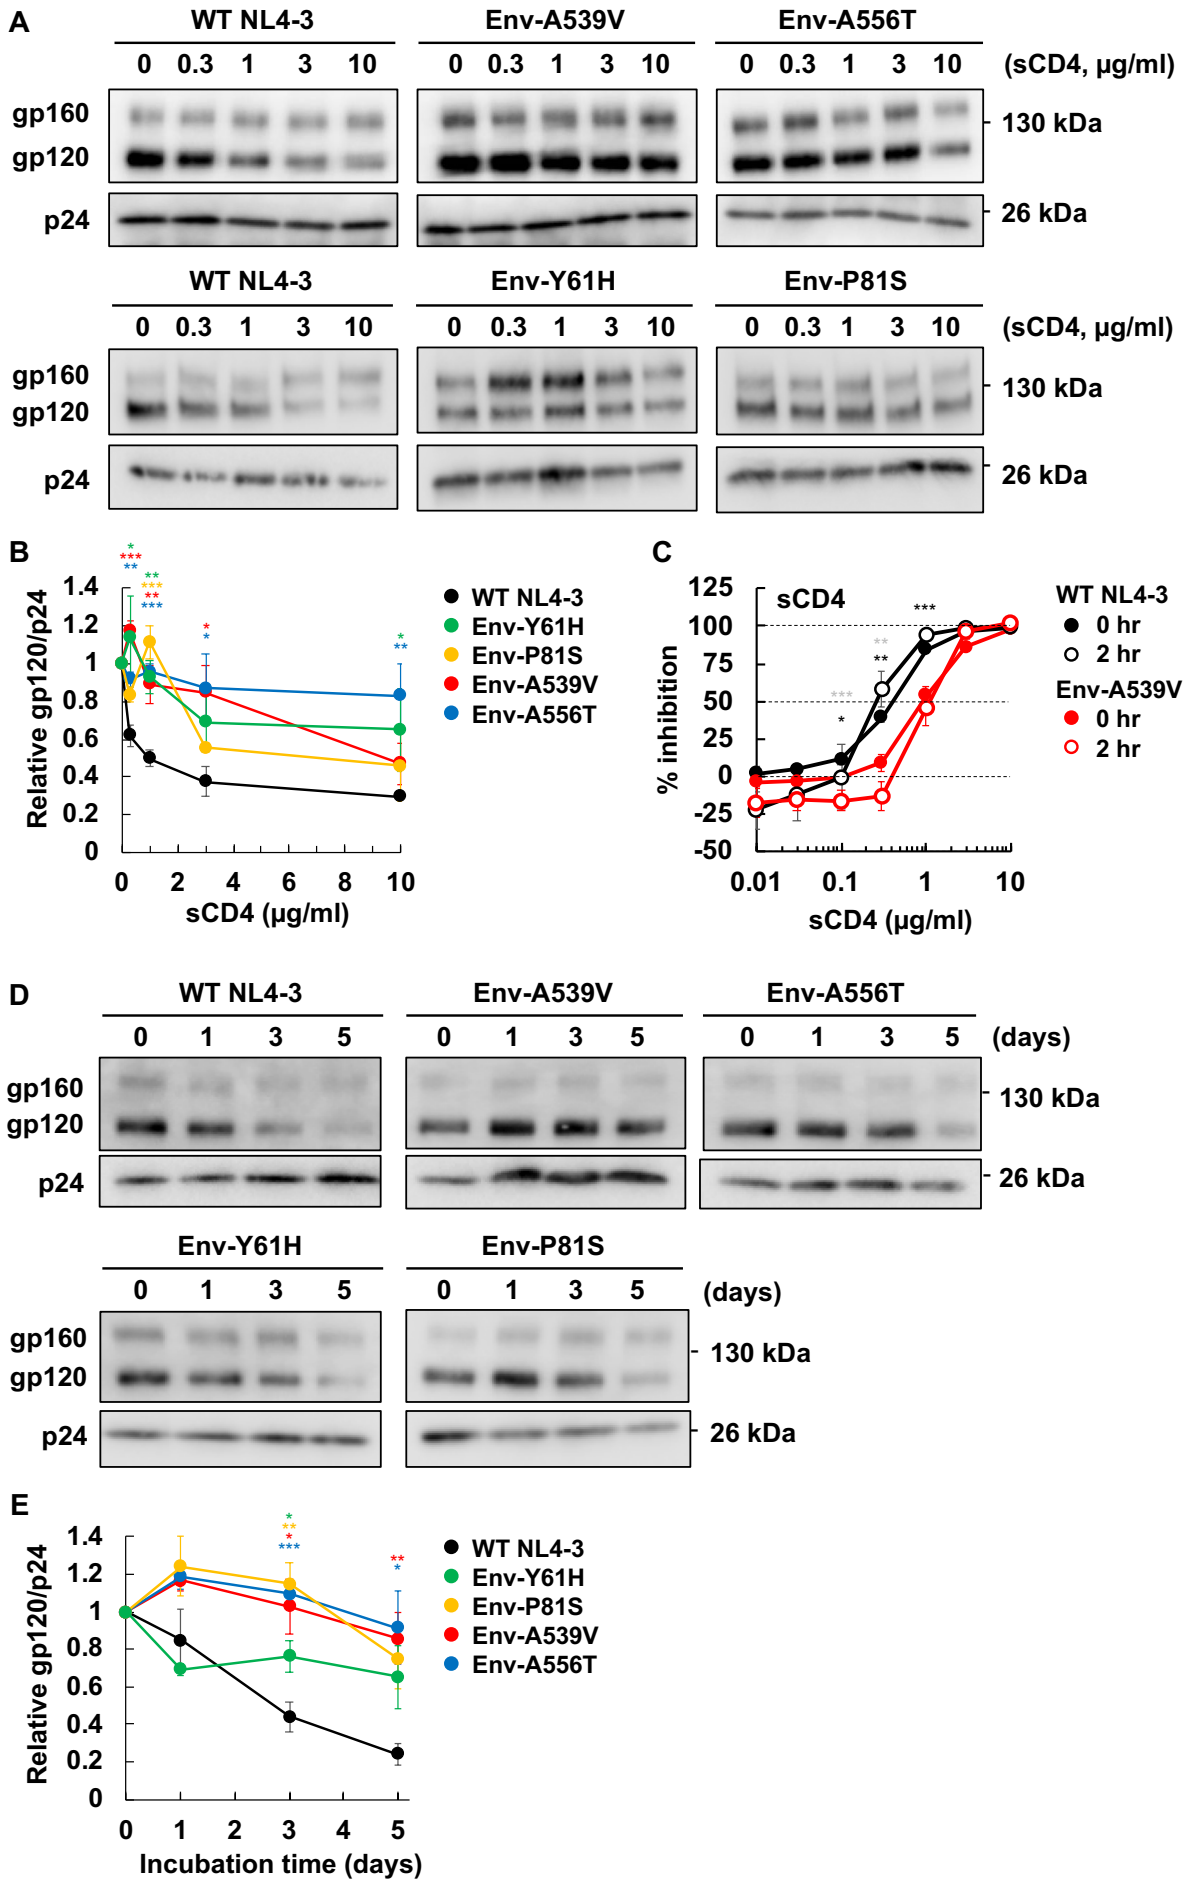 A
WT NL4-3 Env-A539V Env-A556T
0 0.3 1 3 10 0 0.3 1 3 10 0 0.3 1 3 10 (sCD4, µg/ml)
gp160
130 kDa
gp120
p24 26 kDa
WT NL4-3 Env-Y61H Env-P81S
0 0.3 1 3 10 0 0.3 1 3 10 0 0.3 1 3 10 (sCD4, µg/ml)
gp160
130 kDa
gp120
p24 26 kDa
B
*
***
**
**
***
**
***
*
*
*
**
Relative gp120/p24
1.4
1.2
1
0.8
0.6
0.4
0.2
0
0 2 4 6 8 10
sCD4 (µg/ml)
WT NL4-3
Env-Y61H
Env-P81S
Env-A539V
Env-A556T
C
sCD4
% inhibition
125
100
75
50
25
0
-25
-50
***
*
**
**
***
0.01 0.1 1 10
sCD4 (µg/ml)
WT NL4-3
0 hr
2 hr
Env-A539V
0 hr
2 hr
D
WT NL4-3 Env-A539V Env-A556T
0 1 3 5 0 1 3 5 0 1 3 5 (days)
gp160
130 kDa
gp120
p24 26 kDa
Env-Y61H Env-P81S
0 1 3 5 0 1 3 5 (days)
gp160
130 kDa
gp120
p24 26 kDa
E
*
**
*
***
**
*
Relative gp120/p24
1.4
1.2
1
0.8
0.6
0.4
0.2
0
0 1 2 3 4 5
Incubation time (days)
WT NL4-3
Env-Y61H
Env-P81S
Env-A539V
Env-A556T